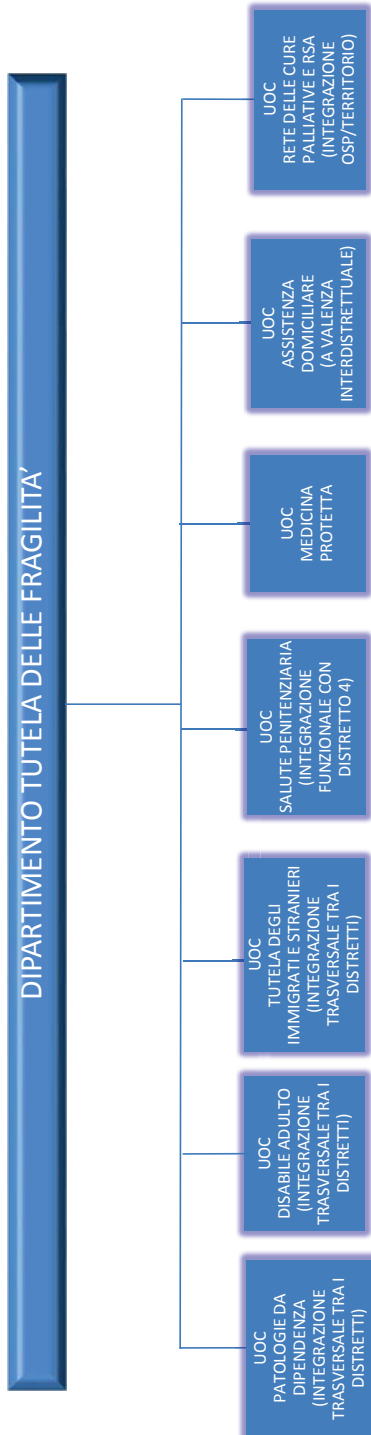 DIPARTIMENTO TUTELA DELLE FRAGILITA’
UOC
PATOLOGIE DA
DIPENDENZA
(INTEGRAZIONE
TRASVERSALE TRA I
DISTRETTI)
UOC
DISABILE ADULTO
(INTEGRAZIONE
TRASVERSALE TRA I
DISTRETTI)
UOC
TUTELA DEGLI
IMMIGRATI E STRANIERI
(INTEGRAZIONE
TRASVERSALE TRA I
DISTRETTI)
UOC
SALUTE PENITENZIARIA
(INTEGRAZIONE
FUNZIONALE CON
DISTRETTO 4)
UOC
MEDICINA
PROTETTA
UOC
ASSISTENZA
DOMICILIARE
(A VALENZA
INTERDISTRETTUALE)
UOC
RETE DELLE CURE
PALLIATIVE E RSA
(INTEGRAZIONE
OSP/TERRITORIO)